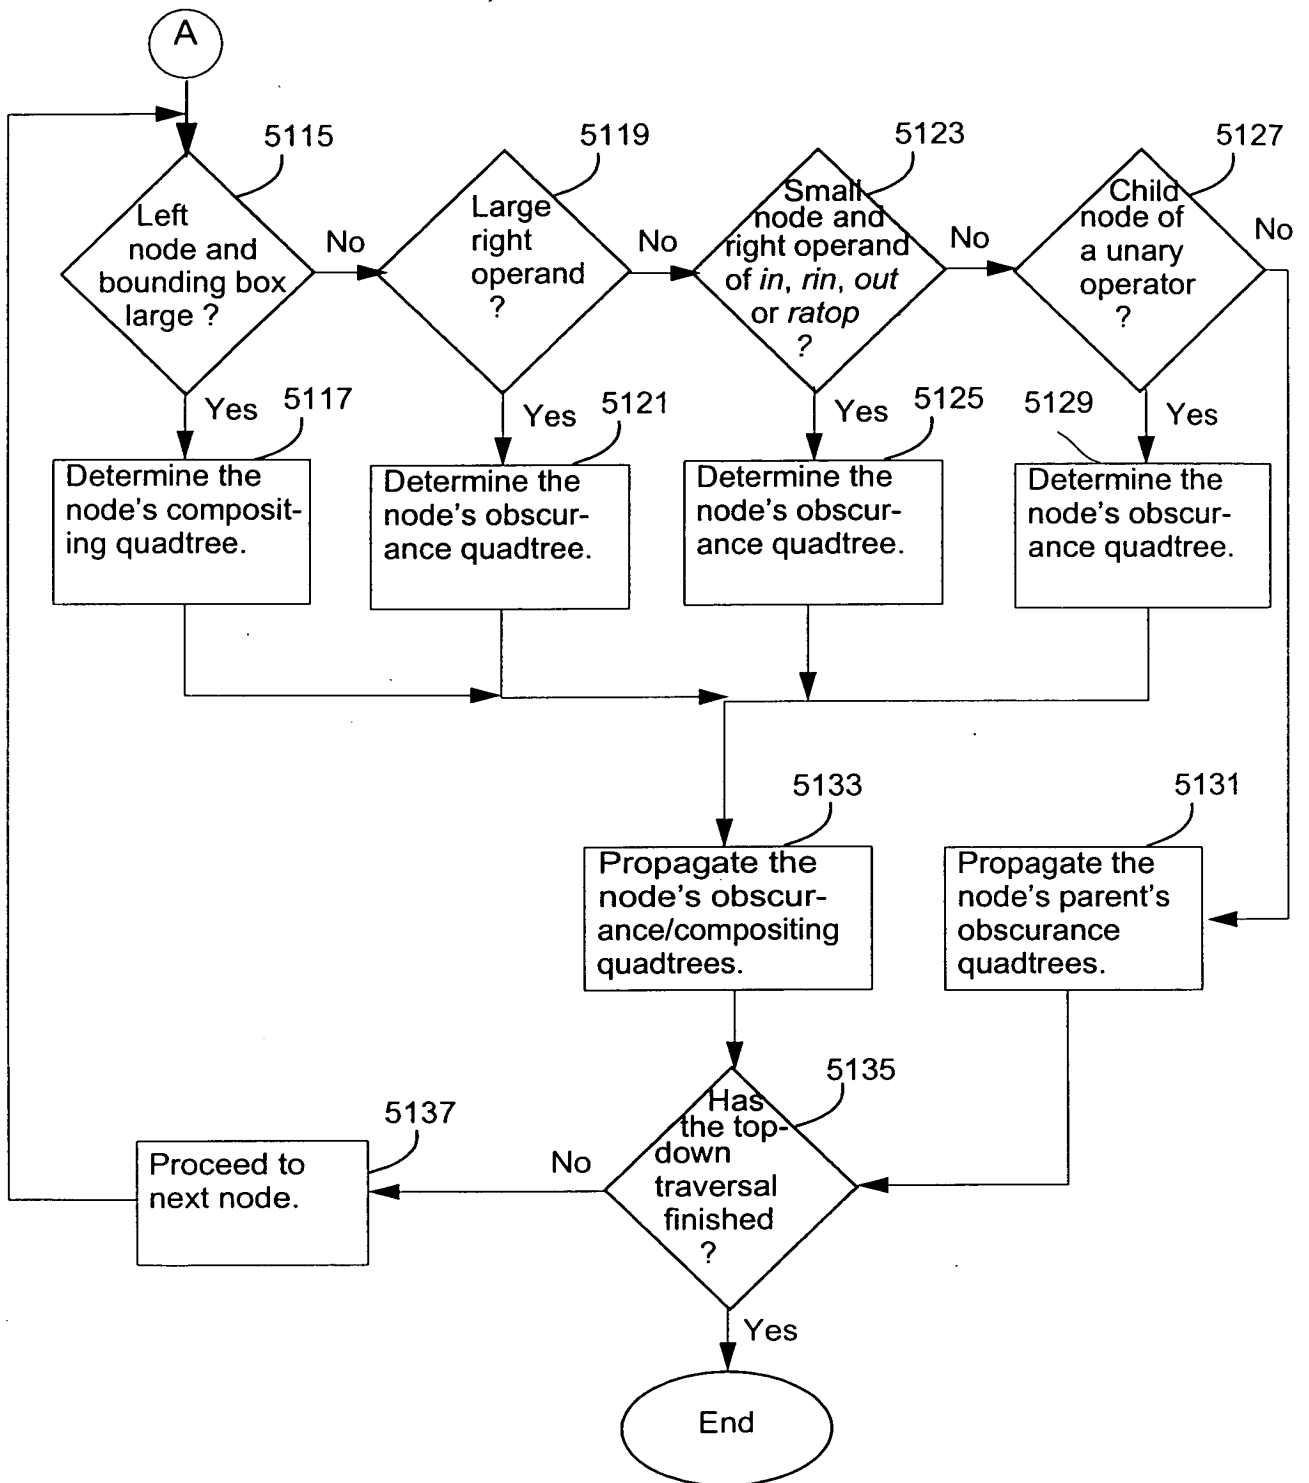 A
5115
5119
5123
5127
Left
node and
bounding box
large ?
No
Large
right
operand
?
No
Small
node and
right operand
of in, rin, out
or ratop
?
No
Child
node of
a unary
operator
?
No
Yes
5117
Yes
5121
Yes
5125
5129
Yes
Determine the
node's composit-
ing quadtree.
Determine the
node's obscur-
ance quadtree.
Determine the
node's obscur-
ance quadtree.
Determine the
node's obscur-
ance quadtree.
5133
5131
Propagate the
node's obscur-
ance/compositing
quadtrees.
Propagate the
node's parent's
obscurance
quadtrees.
5135
5137
Has
the top-
down
traversal
finished
?
No
Proceed to
next node.
Yes
End